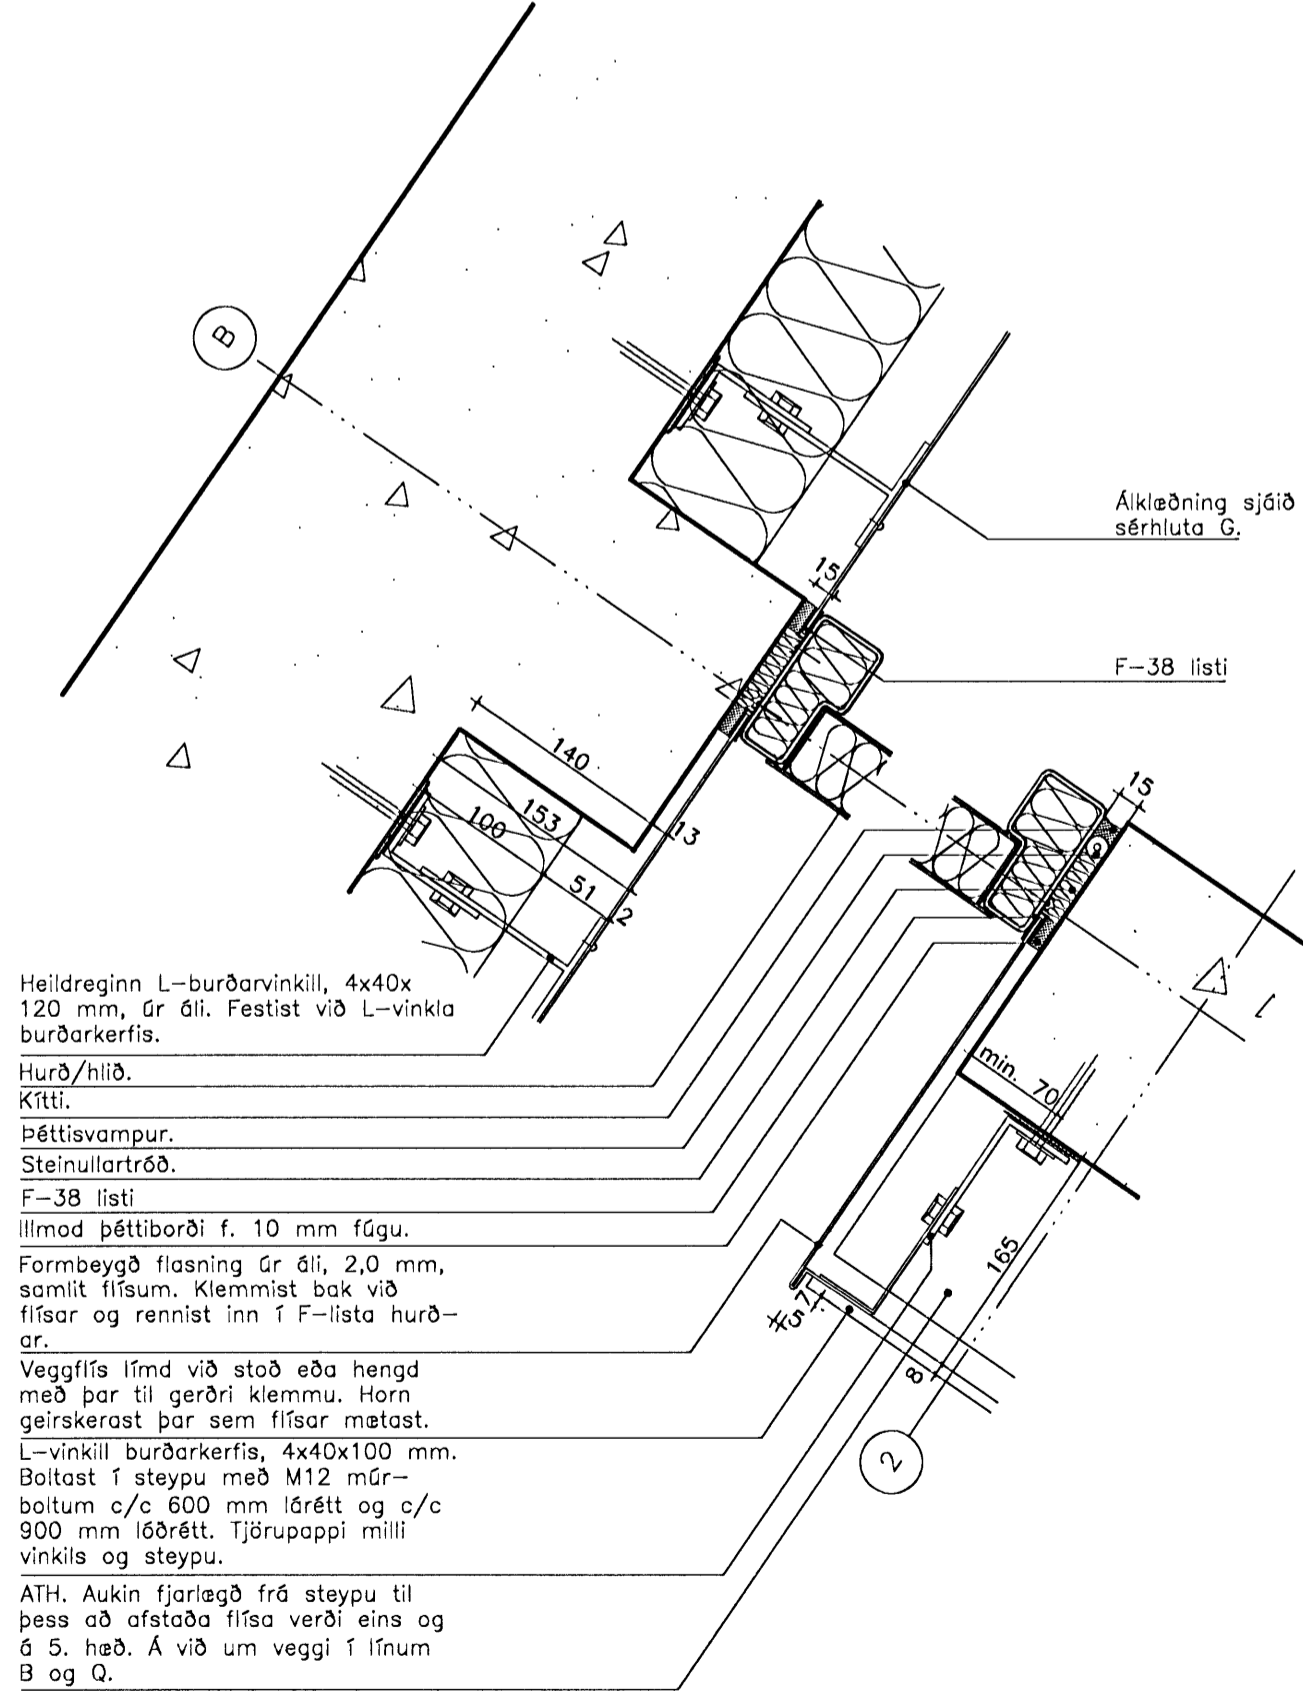 B
Álklæðning sjáið
sérhluta G.
15
F-38 listi
140
153
100
13
51
2
15
Heildreginn L-burðarvinkill, 4x40x
120 mm, úr áli. Festist við L-vinkla
burðarkerfis.
Hurð/hlið.
Kítti.
Þéttisvampur.
Steinullartróð.
F-38 listi
Illmod þéttiborði f. 10 mm fúgu.
Formbeygð flasning úr áli, 2,0 mm,
samlit flísum. Klemmist bak við
flísar og rennist inn í F-lista hurð-
ar.
Veggflís límd við stoð eða hengd
með þar til gerðri klemmu. Horn
geirskerast þar sem flísar mætast.
L-vinkill burðarkerfis, 4x40x100 mm.
Boltast í steypu með M12 múr-
boltum c/c 600 mm lárétt og c/c
900 mm lóðrétt. Tjörupappi milli
vinkils og steypu.
ATH. Aukin fjarlægð frá steypu til
þess að afstaða flísa verði eins og
á 5. hæð. Á við um veggi í línum
B og Q.
min. 70
165
7
5
8
2